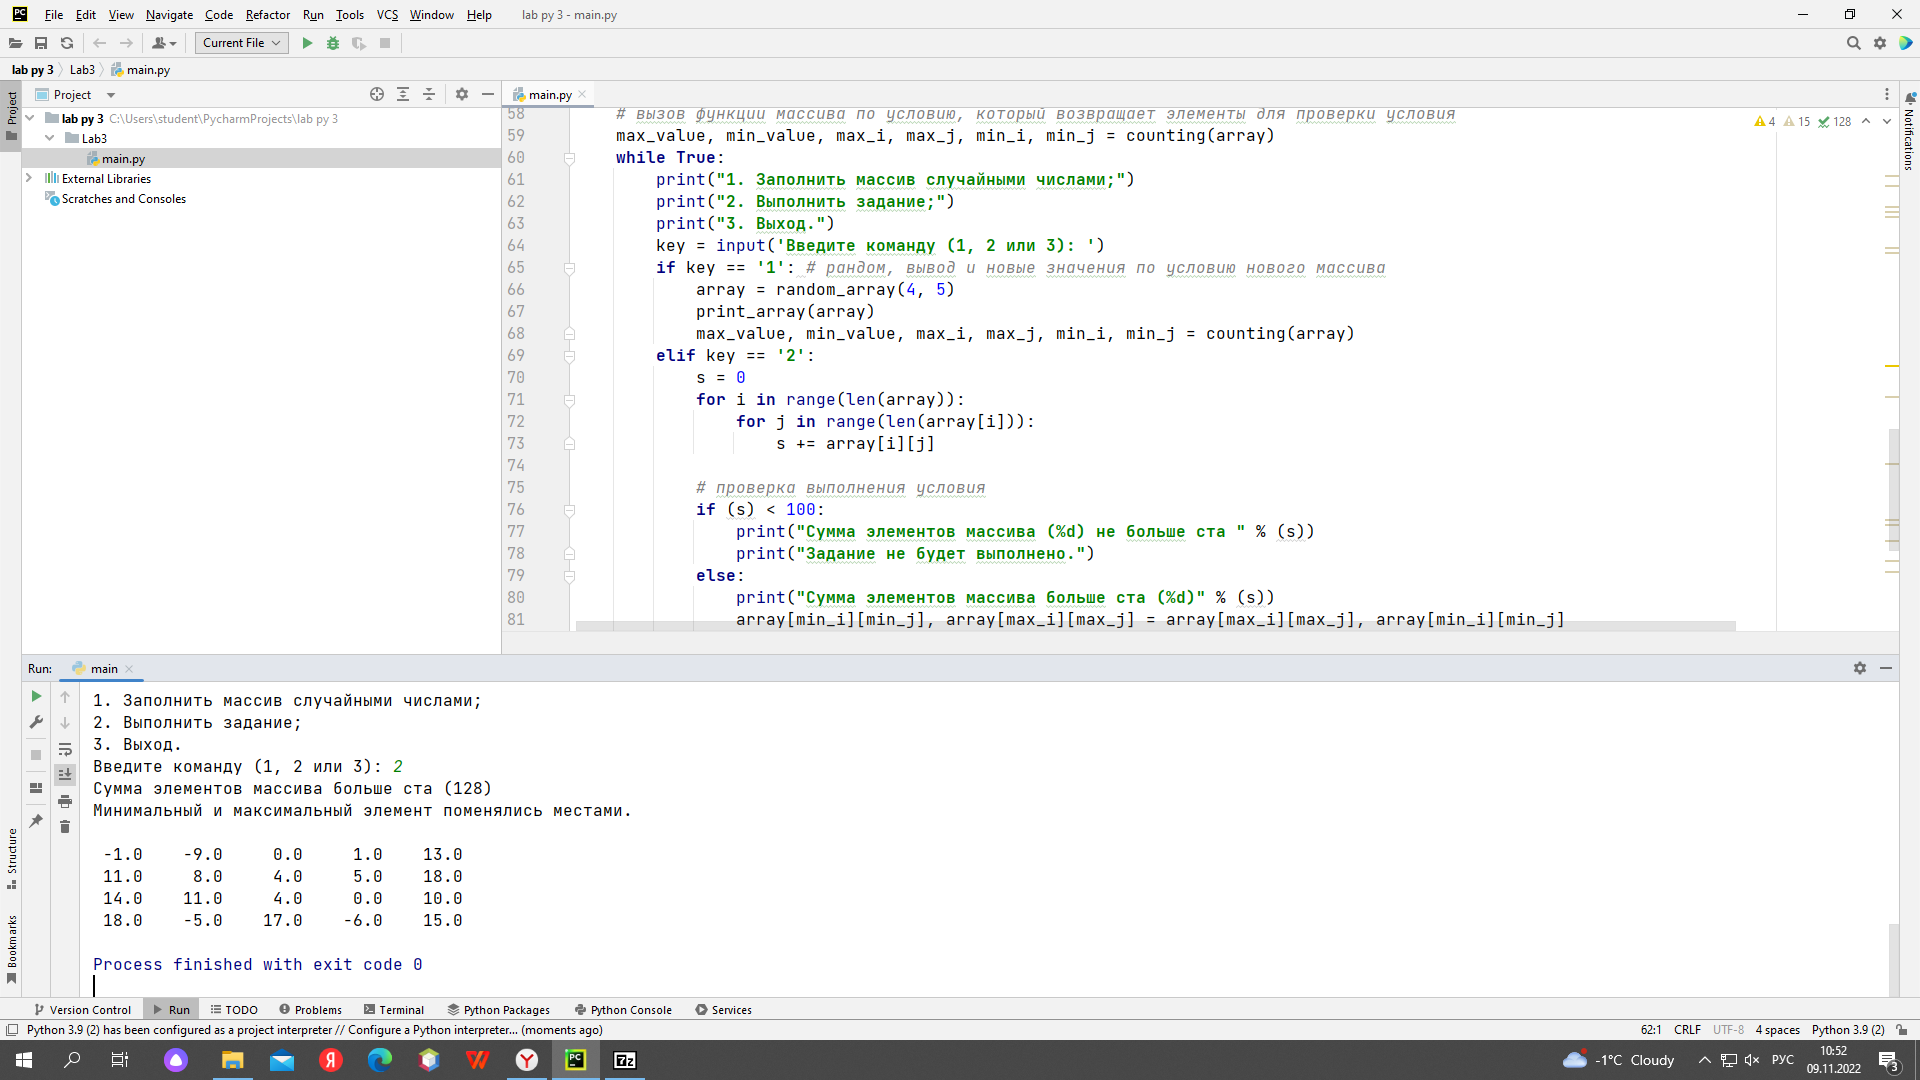 File Edit View Navigate Code Refactor Run Tools VCS Window Help lab py 3 - main.py
Current File
lab py 3 Lab3 main.py
Project
Project
lab py 3 C:\Users\student\PycharmProjects\lab py 3
Lab3
main.py
External Libraries
Scratches and Consoles
Structure
Bookmarks
main.py
4 15 128
Notifications
58 # вызов функции массива по условию, который возвращает элементы для проверки условия
59 max_value, min_value, max_i, max_j, min_i, min_j = counting(array)
60 while True:
61 print("1. Заполнить массив случайными числами;")
62 print("2. Выполнить задание;")
63 print("3. Выход.")
64 key = input('Введите команду (1, 2 или 3): ')
65 if key == '1': # рандом, вывод и новые значения по условию нового массива
66 array = random_array(4, 5)
67 print_array(array)
68 max_value, min_value, max_i, max_j, min_i, min_j = counting(array)
69 elif key == '2':
70 s = 0
71 for i in range(len(array)):
72 for j in range(len(array[i])):
73 s += array[i][j]
74
75 # проверка выполнения условия
76 if (s) < 100:
77 print("Сумма элементов массива (%d) не больше ста " % (s))
78 print("Задание не будет выполнено.")
79 else:
80 print("Сумма элементов массива больше ста (%d)" % (s))
81 array[min_i][min_j], array[max_i][max_j] = array[max_i][max_j], array[min_i][min_j]
Run: main
1. Заполнить массив случайными числами;
2. Выполнить задание;
3. Выход.
Введите команду (1, 2 или 3): 2
Сумма элементов массива больше ста (128)
Минимальный и максимальный элемент поменялись местами.
-1.0 -9.0 0.0 1.0 13.0
11.0 8.0 4.0 5.0 18.0
14.0 11.0 4.0 0.0 10.0
18.0 -5.0 17.0 -6.0 15.0
Process finished with exit code 0
Version Control Run TODO Problems Terminal Python Packages Python Console Services
Python 3.9 (2) has been configured as a project interpreter // Configure a Python interpreter... (moments ago) 62:1 CRLF UTF-8 4 spaces Python 3.9 (2)
-1°C Cloudy РУС 10:52
09.11.2022 3